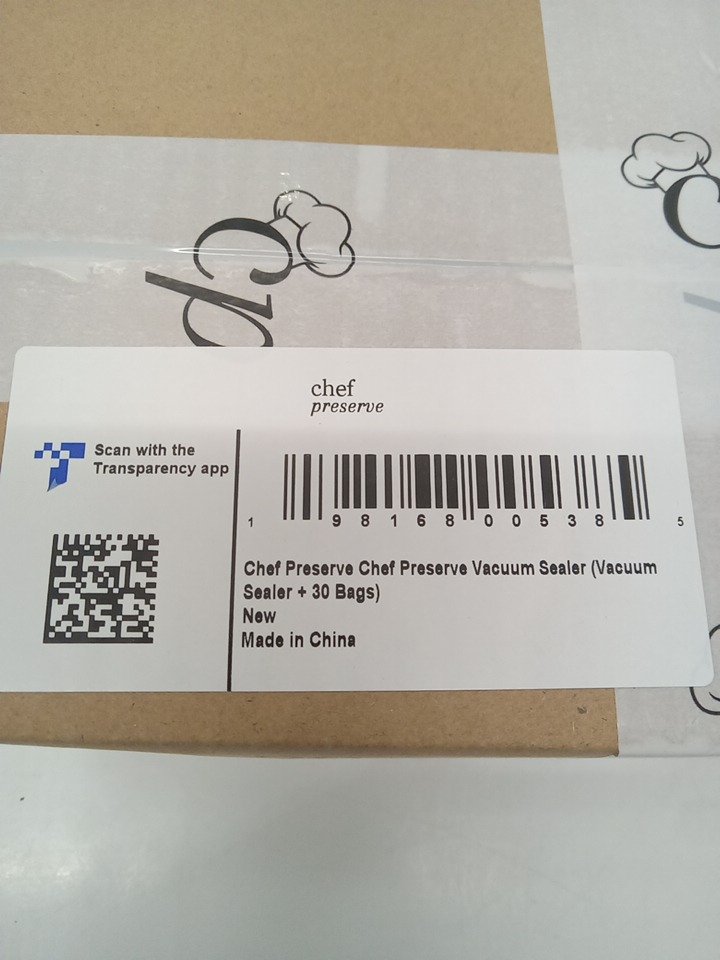 cp
chef
preserve
Scan with the
Transparency app
1 98168 00538 5
Chef Preserve Chef Preserve Vacuum Sealer (Vacuum
Sealer + 30 Bags)
New
Made in China